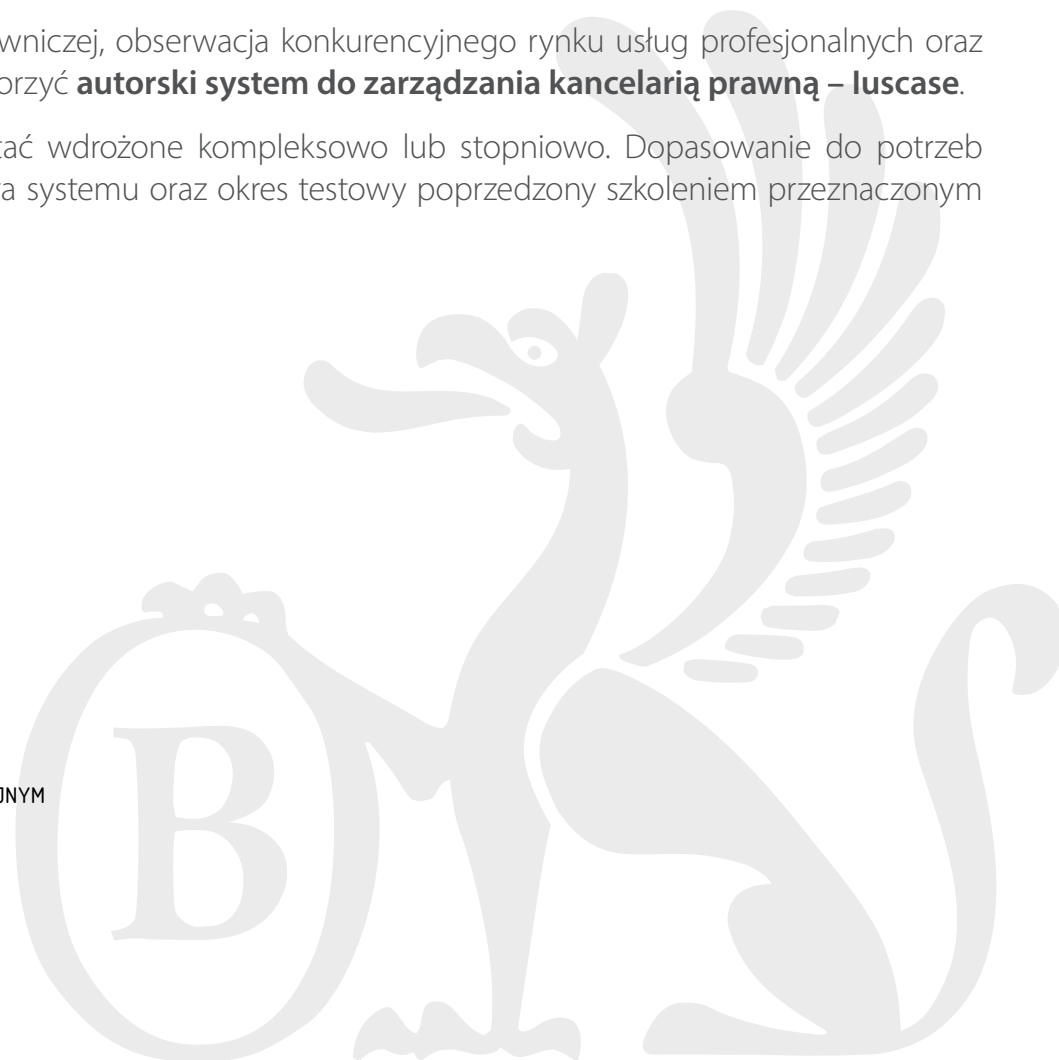 wniczej, obserwacja konkurencyjnego rynku usług profesjonalnych oraz
orzyć autorski system do zarządzania kancelarią prawną – Iuscase.
ać wdrożone kompleksowo lub stopniowo. Dopasowanie do potrzeb
a systemu oraz okres testowy poprzedzony szkoleniem przeznaczonym
JNYM
B